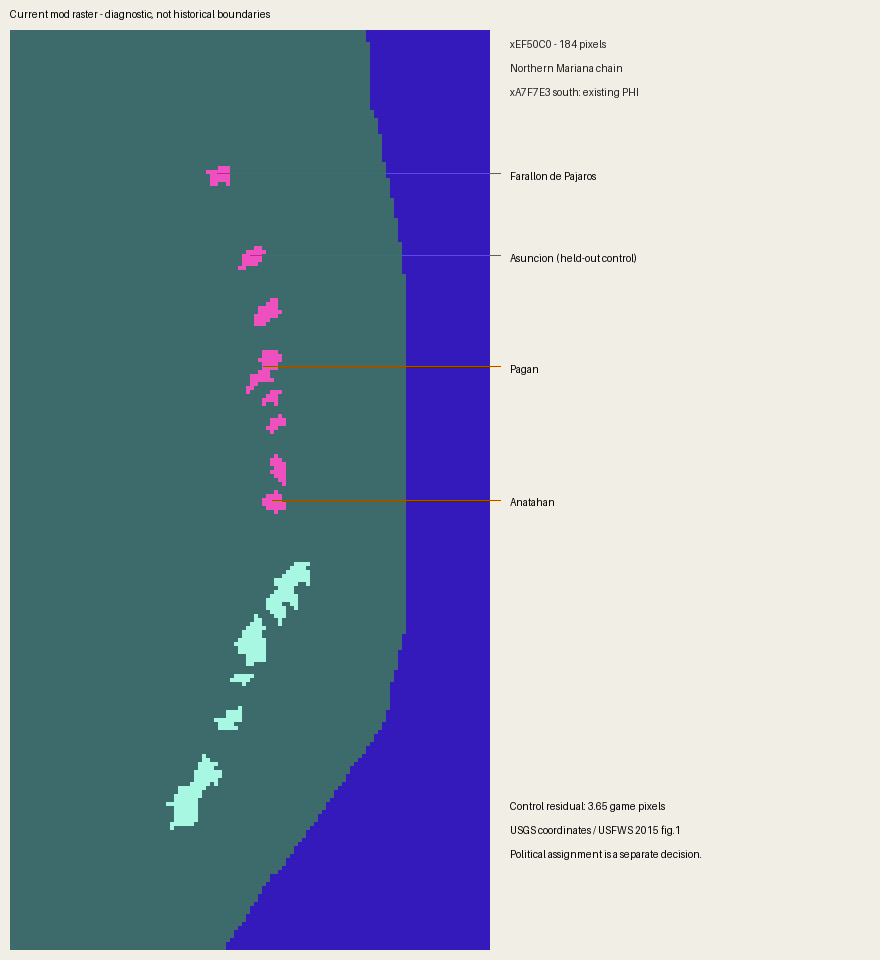 Current mod raster - diagnostic, not historical boundaries
xEF50C0 - 184 pixels
Northern Mariana chain
xA7F7E3 south: existing PHI
Farallon de Pajaros
Asuncion (held-out control)
Pagan
Anatahan
Control residual: 3.65 game pixels
USGS coordinates / USFWS 2015 fig.1
Political assignment is a separate decision.